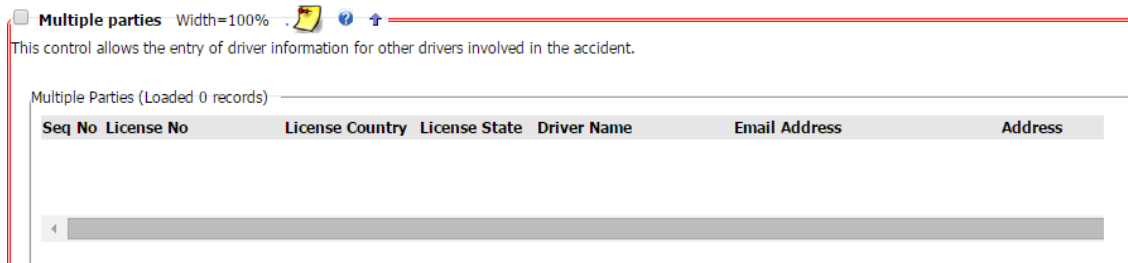 Multiple parties Width=100% .
This control allows the entry of driver information for other drivers involved in the accident.
Multiple Parties (Loaded 0 records)
Seq No License No License Country License State Driver Name Email Address Address